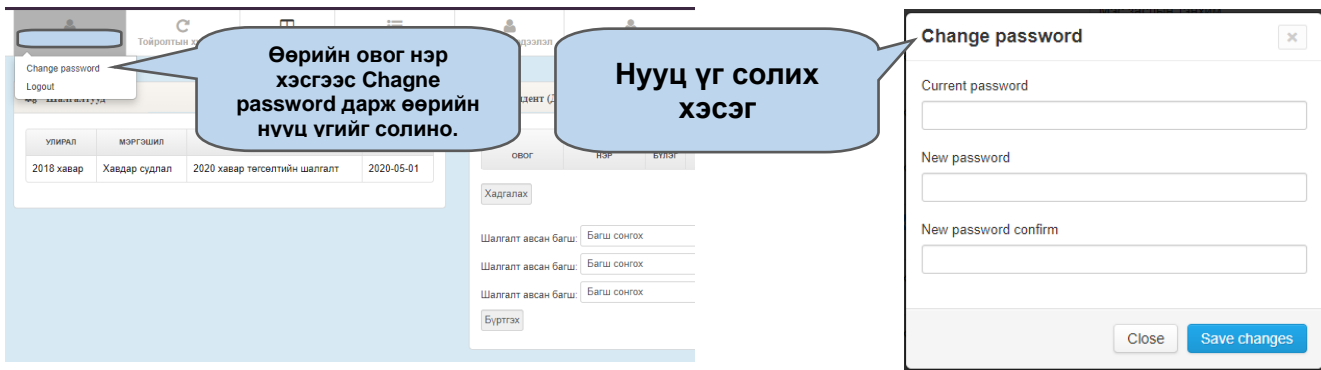 Тойролтын
Change password
Logout
Шалгалтууд
УЛИРАЛ МЭРГЭШИЛ
2018 хавар Хавдар судлал 2020 хавар төгсөлтийн шалгалт 2020-05-01
Өөрийн овог нэр
хэсгээс Chagne
password дарж өөрийн
нууц үгийг солино.
ОВОГ НЭР БҮЛЭГ
Хадгалах
Шалгалт авсан багш: Багш сонгох
Шалгалт авсан багш: Багш сонгох
Шалгалт авсан багш: Багш сонгох
Бүртгэх
Нууц үг солих
хэсэг
Change password
Current password
New password
New password confirm
Close Save changes